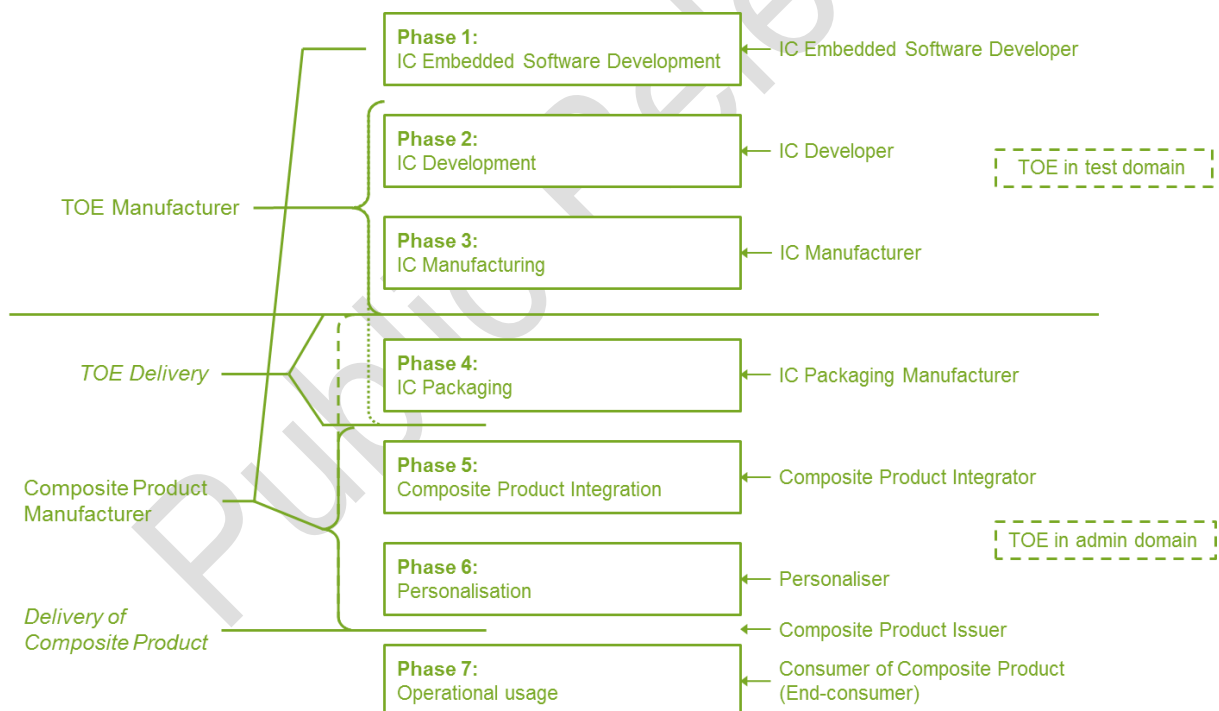 Phase 1:
IC Embedded Software Development
IC Embedded Software Developer
Phase 2:
IC Development
IC Developer
TOE in test domain
TOE Manufacturer
Phase 3:
IC Manufacturing
IC Manufacturer
TOE Delivery
Phase 4:
IC Packaging
IC Packaging Manufacturer
Phase 5:
Composite Product Integration
Composite Product Integrator
Composite Product
Manufacturer
TOE in admin domain
Phase 6:
Personalisation
Personaliser
Delivery of
Composite Product
Composite Product Issuer
Phase 7:
Operational usage
Consumer of Composite Product
(End-consumer)
Public